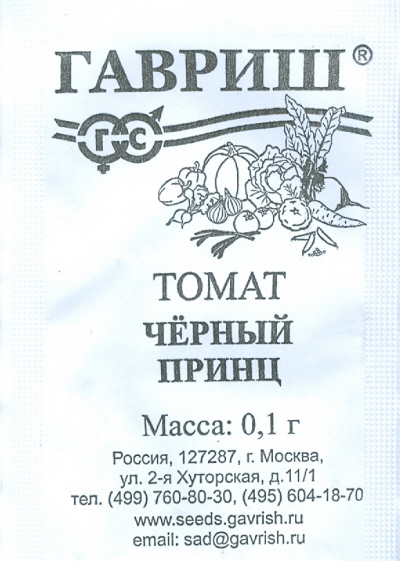 ГАВРИШ®
ГС
ТОМАТ
ЧЁРНЫЙ
ПРИНЦ
Масса: 0,1 г
Россия, 127287, г. Москва,
ул. 2-я Хуторская, д.11/1
тел. (499) 760-80-30, (495) 604-18-70
www.seeds.gavrish.ru
email: sad@gavrish.ru